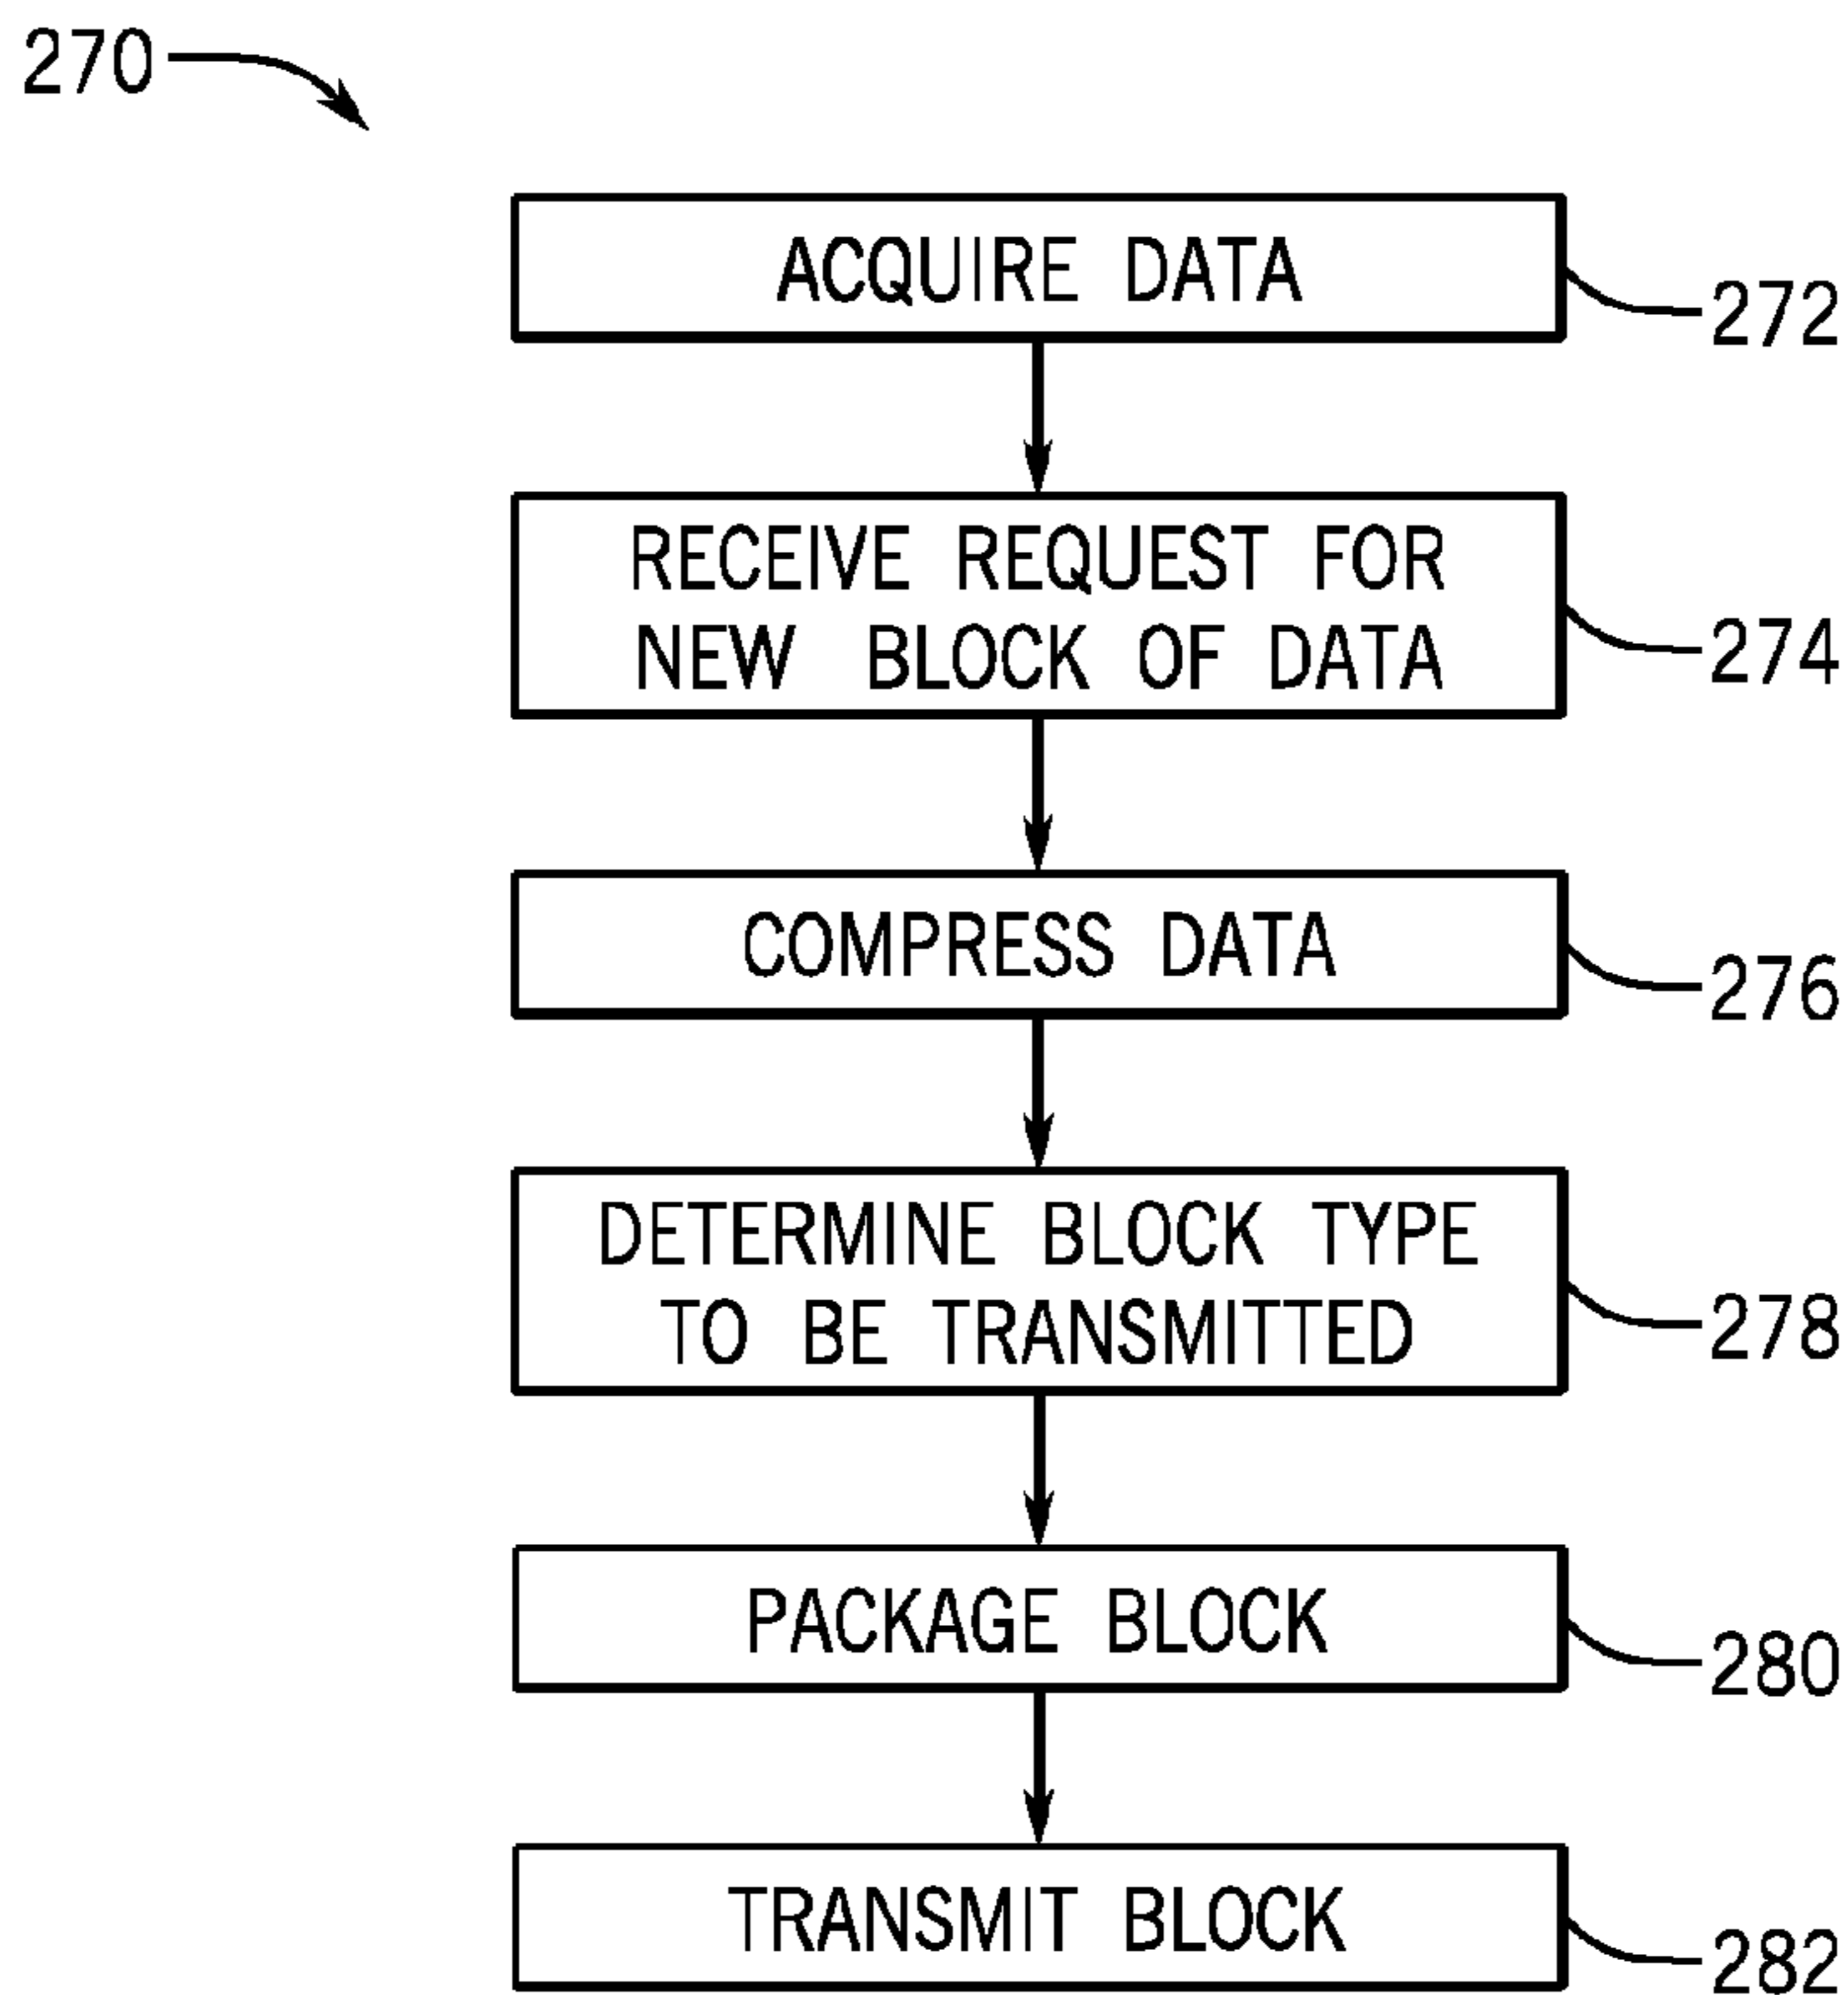 270
ACQUIRE DATA
272
RECEIVE REQUEST FOR
NEW BLOCK OF DATA
274
COMPRESS DATA
276
DETERMINE BLOCK TYPE
TO BE TRANSMITTED
278
PACKAGE BLOCK
280
TRANSMIT BLOCK
282